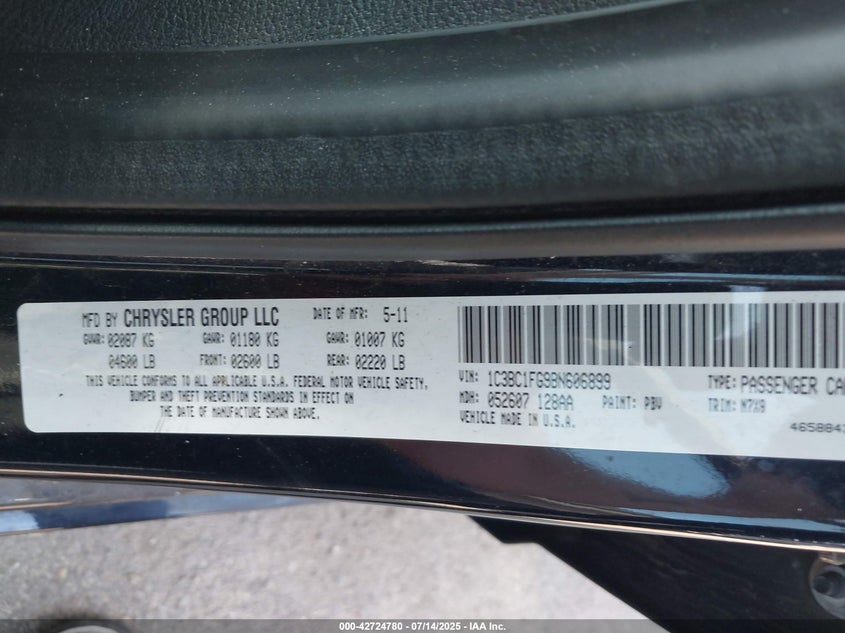 MFD BY CHRYSLER GROUP LLC DATE OF MFR: 5-11
GVWR: 02087 KG GAWR: 01180 KG GAWR: 01007 KG
04600 LB FRONT: 02600 LB REAR: 02220 LB
THIS VEHICLE CONFORMS TO ALL APPLICABLE U.S.A. FEDERAL MOTOR VEHICLE SAFETY,
BUMPER AND THEFT PREVENTION STANDARDS IN EFFECT ON
THE DATE OF MANUFACTURE SHOWN ABOVE.
VIN: 1C3BC1FG9BN606899 TYPE: PASSENGER CAR
MDH: 052607 128AA PAINT: PBV TRIM: M7X9
VEHICLE MADE IN U.S.A.
000-42724780 - 07/14/2025 - IAA Inc.